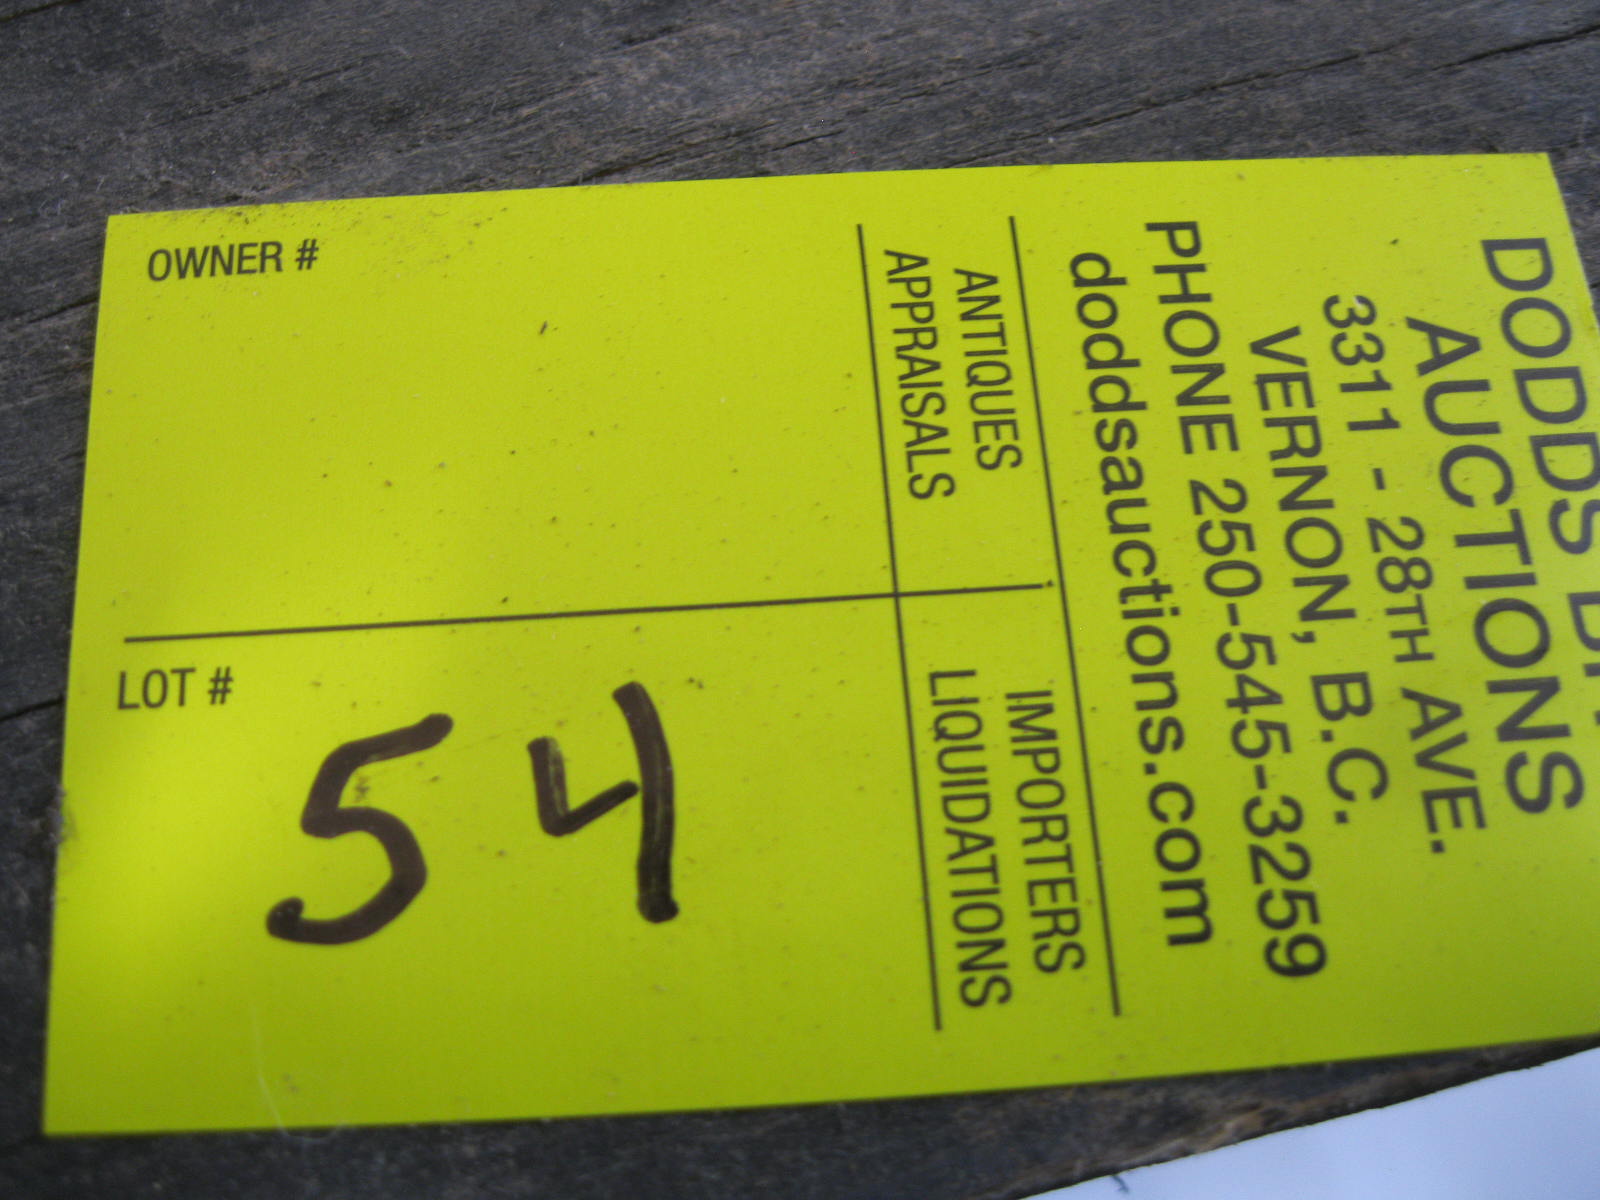 DODDS
AUCTIONS
3311 - 28TH AVE.
VERNON, B.C.
PHONE 250-545-3259
doddsauctions.com
ANTIQUES
APPRAISALS
IMPORTERS
LIQUIDATIONS
OWNER #
LOT #
54